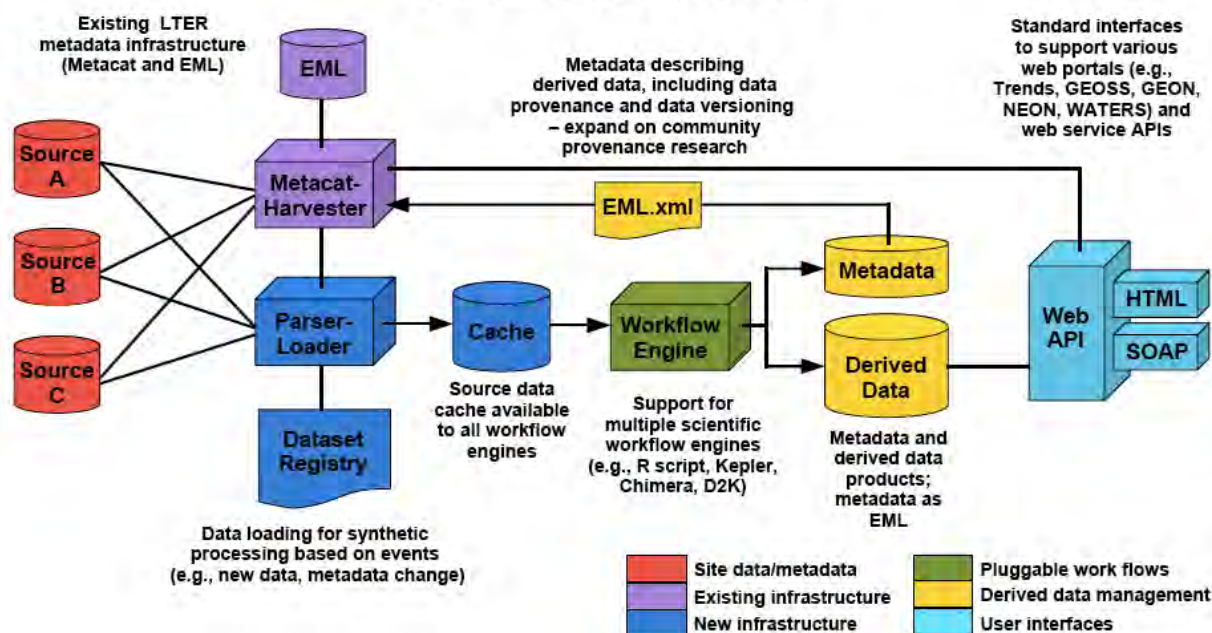 Existing LTER
metadata infrastructure
(Metacat and EML)
EML
Metadata describing
derived data, including data
provenance and data versioning
– expand on community
provenance research
Standard interfaces
to support various
web portals (e.g.,
Trends, GEOSS, GEON,
NEON, WATERS) and
web service APIs
Source
A
Source
B
Source
C
Metacat-
Harvester
EML.xml
Parser-
Loader
Cache
Workflow
Engine
Metadata
Derived
Data
Web
API
HTML
SOAP
Dataset
Registry
Source data
cache available
to all workflow
engines
Support for
multiple scientific
workflow engines
(e.g., R script, Kepler,
Chimera, D2K)
Metadata and
derived data
products;
metadata as
EML
Data loading for synthetic
processing based on events
(e.g., new data, metadata change)
Site data/metadata
Existing infrastructure
New infrastructure
Pluggable work flows
Derived data management
User interfaces